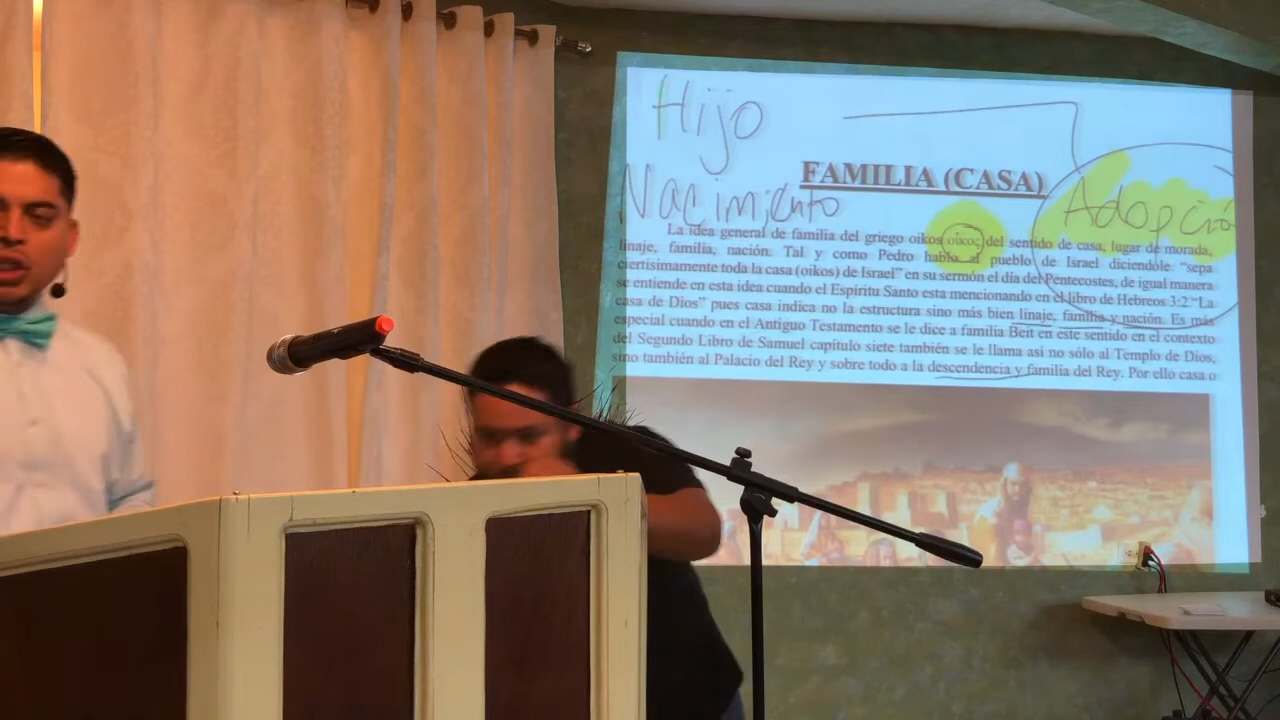 Hijo
FAMILIA (CASA)
Nacimiento
Adopción
La idea general de familia del griego oikos οἶκος del sentido de casa, lugar de morada,
linaje, familia, nación. Tal y como Pedro habla al pueblo de Israel diciéndole “sepa
ciertísimamente toda la casa (oikos) de Israel” en su sermón el día del Pentecostes, de igual manera
se entiende en esta idea cuando el Espíritu Santo esta mencionando en el libro de Hebreos 3:2 “La
casa de Dios” pues casa indica no la estructura sino más bien linaje, familia y nación. Es más
especial cuando en el Antiguo Testamento se le dice a familia Beit en este sentido en el contexto
del Segundo Libro de Samuel capítulo siete también se le llama así no sólo al Templo de Dios,
sino también al Palacio del Rey y sobre todo a la descendencia y familia del Rey. Por ello casa o